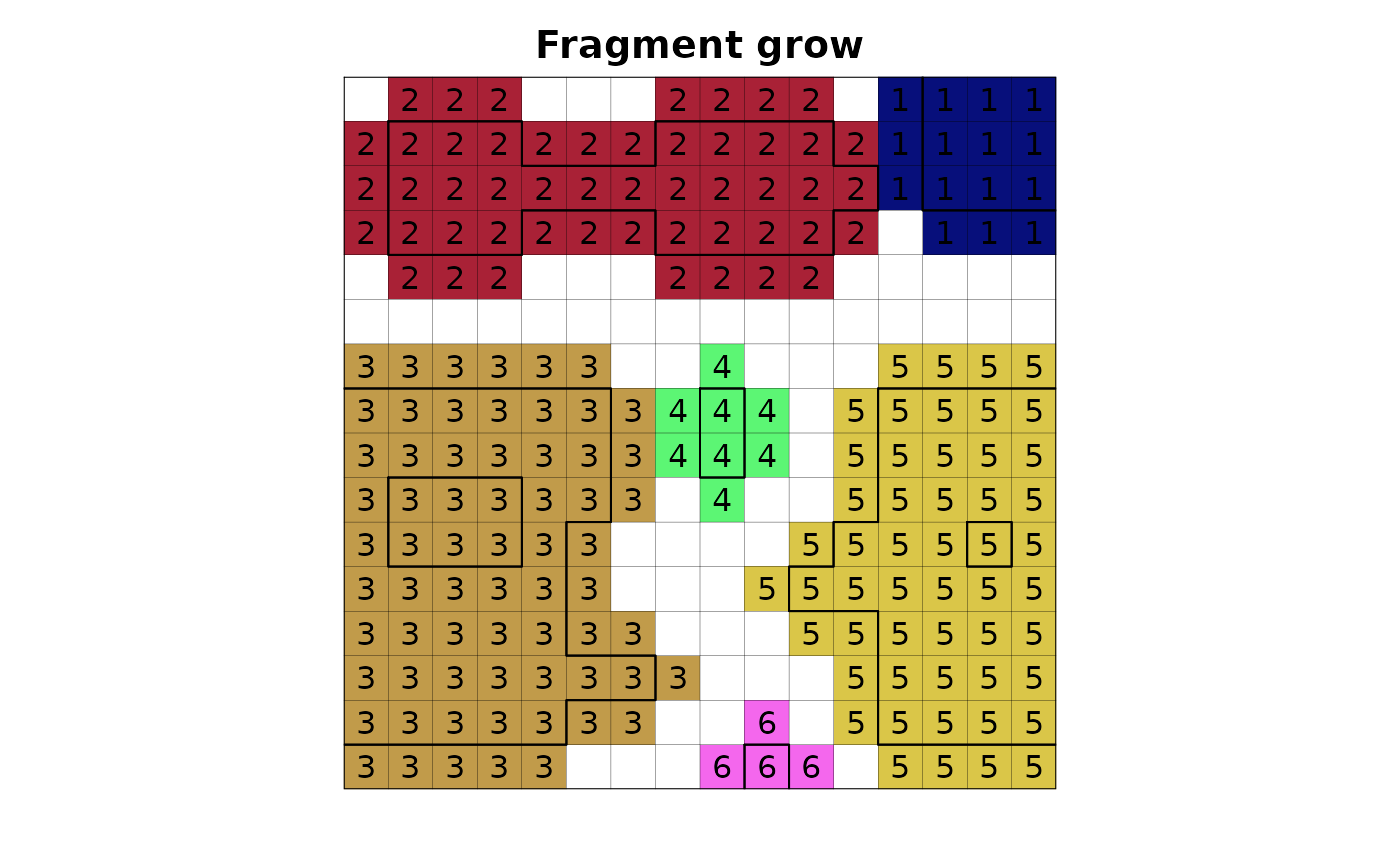 Fragment grow
2 2 2 2 2 2 2 1 1 1 1
2 2 2 2 2 2 2 2 2 2 2 2 1 1 1 1
2 2 2 2 2 2 2 2 2 2 2 2 1 1 1 1
2 2 2 2 2 2 2 2 2 2 2 2 1 1 1
2 2 2 2 2 2 2
3 3 3 3 3 3 4 5 5 5 5
3 3 3 3 3 3 3 4 4 4 5 5 5 5 5
3 3 3 3 3 3 3 4 4 4 5 5 5 5 5
3 3 3 3 3 3 3 4 5 5 5 5 5
3 3 3 3 3 3 5 5 5 5 5 5
3 3 3 3 3 3 5 5 5 5 5 5 5
3 3 3 3 3 3 3 5 5 5 5 5 5
3 3 3 3 3 3 3 3 5 5 5 5 5
3 3 3 3 3 3 3 6 5 5 5 5 5
3 3 3 3 3 6 6 6 5 5 5 5